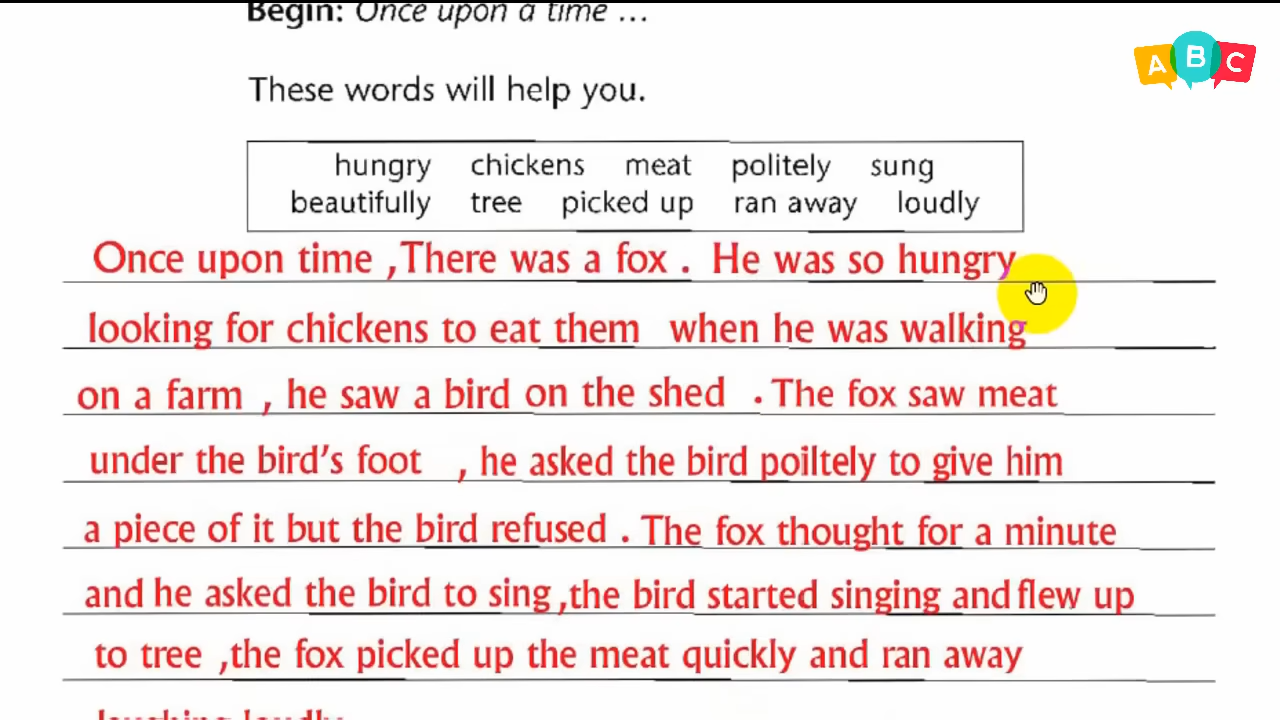 Begin: Once upon a time ...
ABC
These words will help you.
hungry chickens meat politely sung
beautifully tree picked up ran away loudly
Once upon time ,There was a fox . He was so hungry
looking for chickens to eat them when he was walking
on a farm , he saw a bird on the shed . The fox saw meat
under the bird's foot , he asked the bird poiltely to give him
a piece of it but the bird refused . The fox thought for a minute
and he asked the bird to sing,the bird started singing and flew up
to tree ,the fox picked up the meat quickly and ran away
laughing loudly